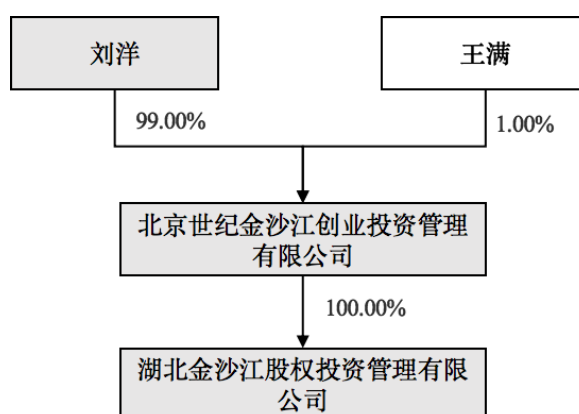 刘洋
王满
99.00%
1.00%
北京世纪金沙江创业投资管理
有限公司
100.00%
湖北金沙江股权投资管理有限
公司